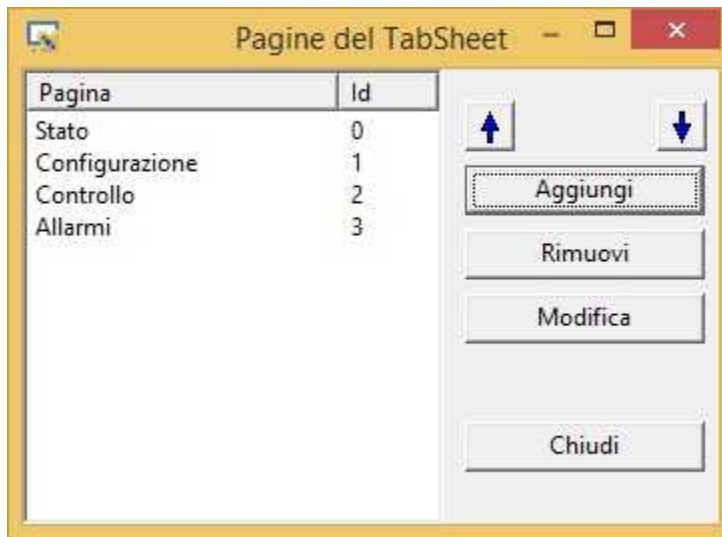 Pagine del TabSheet
Pagina Id
Stato 0
Configurazione 1
Controllo 2
Allarmi 3
Aggiungi
Rimuovi
Modifica
Chiudi